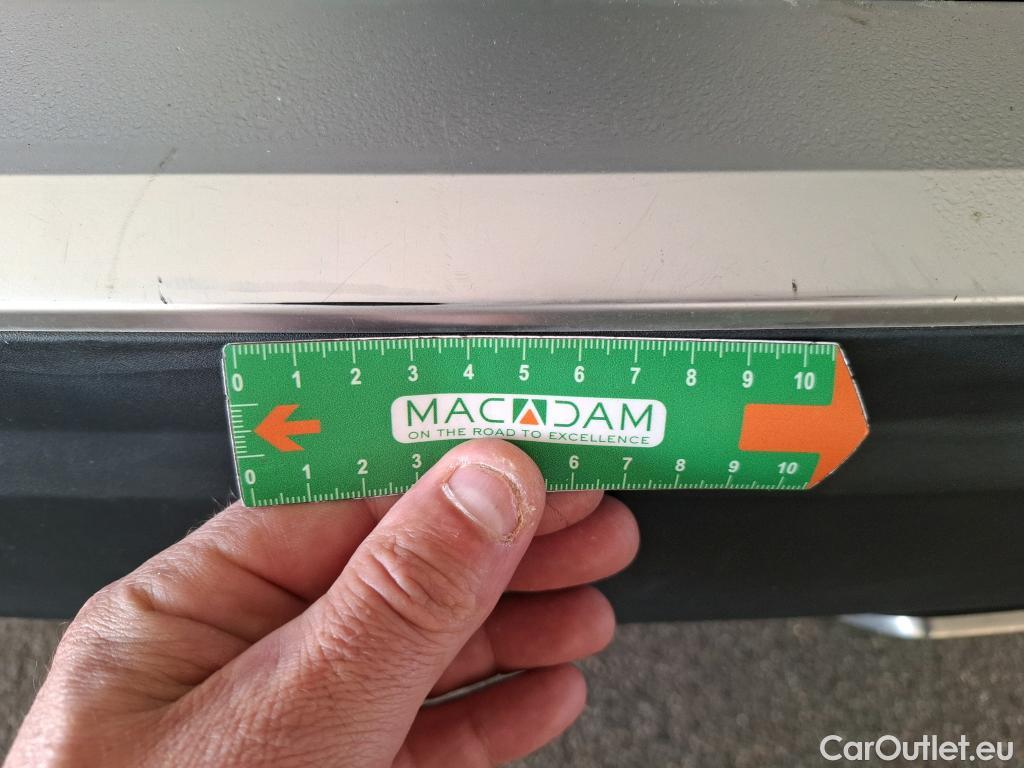 0 1 2 3 4 5 6 7 8 9 10
MACADAM
ON THE ROAD TO EXCELLENCE
0 1 2 3 6 7 8 9 10
CarOutlet.eu